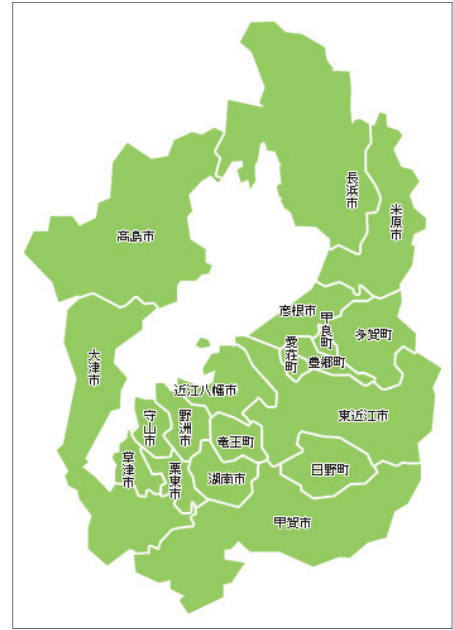 長浜市
米原市
高島市
彦根市
甲良町
多賀町
愛荘町
豊郷町
大津市
近江八幡市
東近江市
守山市
野洲市
竜王町
草津市
栗東市
湖南市
日野町
甲賀市